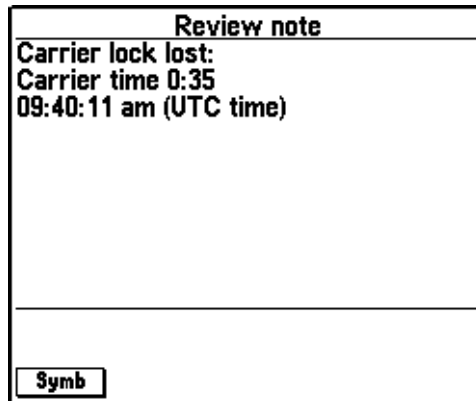 Review note
Carrier lock lost:
Carrier time 0:35
09:40:11 am (UTC time)
Symb